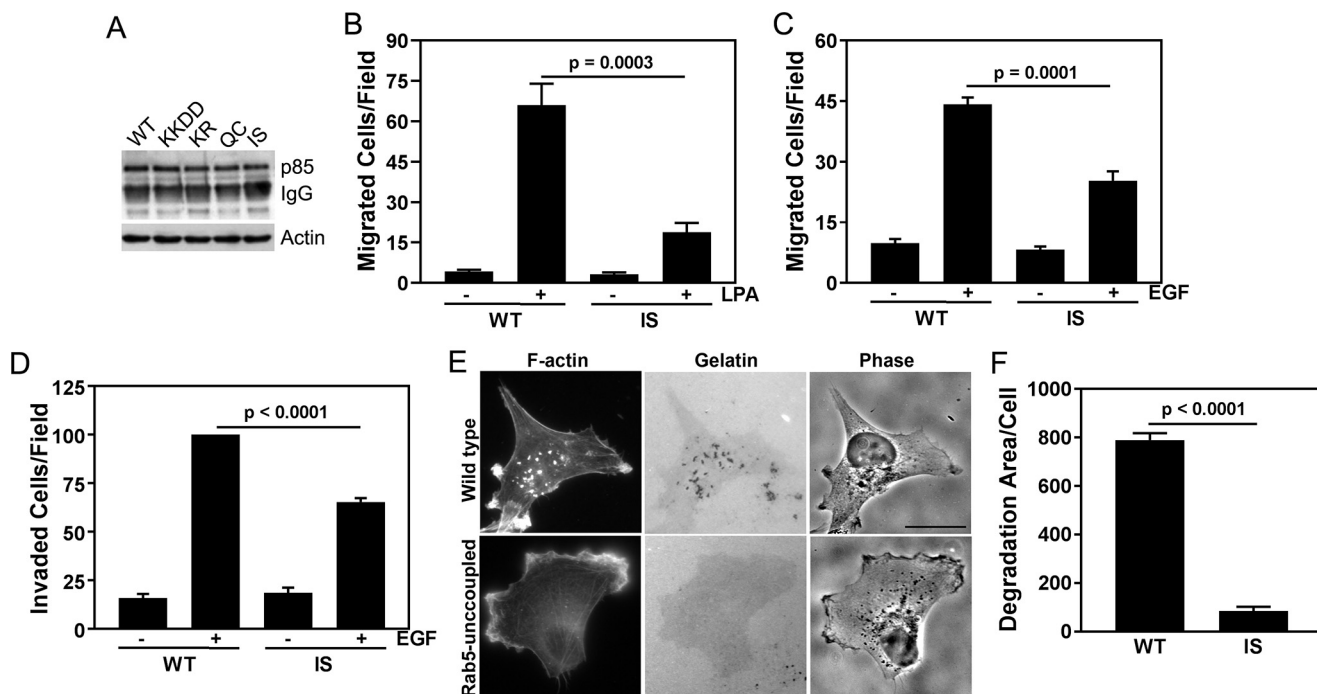 A
WT KKDD KR QC IS
p85
IgG
Actin
B
Migrated Cells/Field
90
75
60
45
30
15
0
p = 0.0003
- + - + LPA
WT IS
C
Migrated Cells/Field
60
45
30
15
0
p = 0.0001
- + - + EGF
WT IS
D
Invaded Cells/Field
125
100
75
50
25
0
p < 0.0001
- + - + EGF
WT IS
E
F-actin Gelatin Phase
Wild type
Rab5-unccoupled
F
Degradation Area/Cell
1000
800
600
400
200
0
p < 0.0001
WT IS